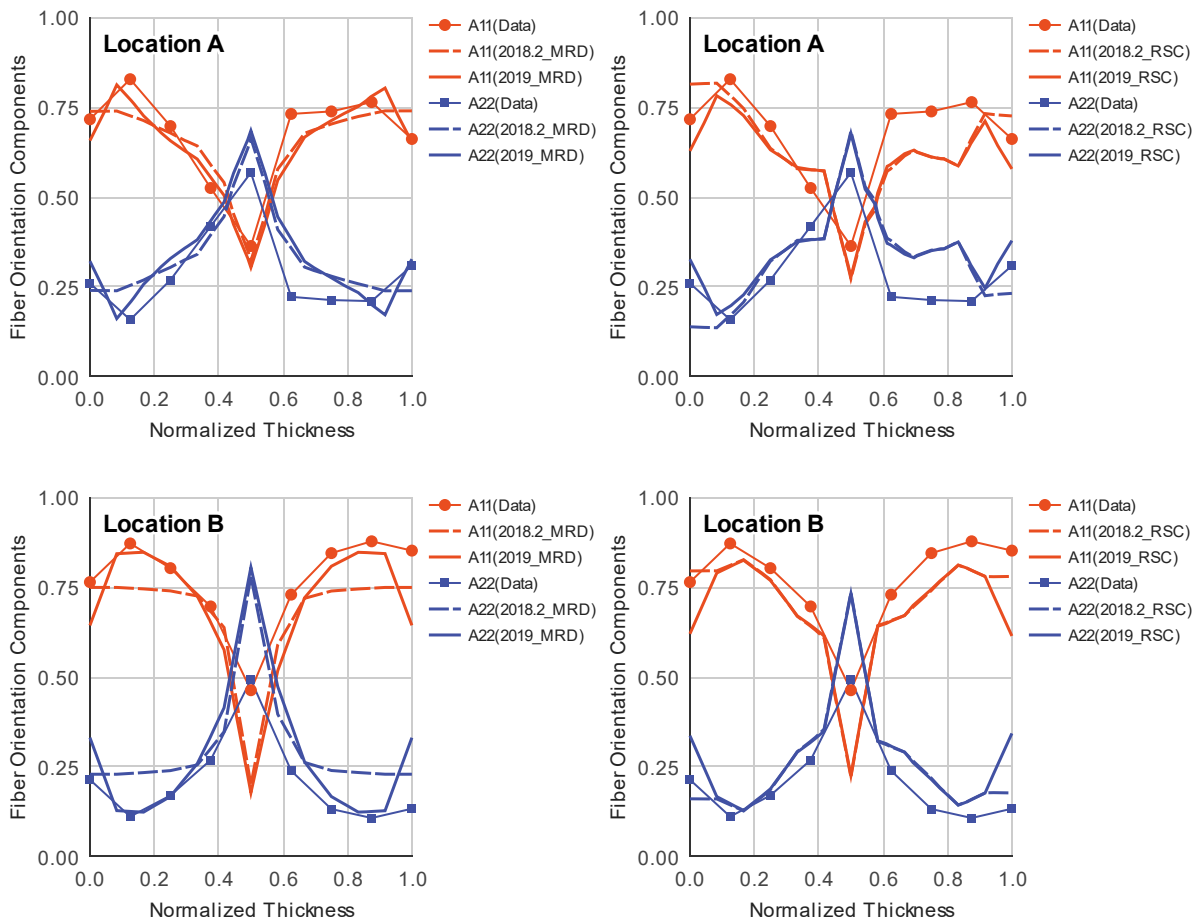 Location A
Fiber Orientation Components
1.00
0.75
0.50
0.25
0.00
0.0 0.2 0.4 0.6 0.8 1.0
Normalized Thickness
A11(Data)
A11(2018.2_MRD)
A11(2019_MRD)
A22(Data)
A22(2018.2_MRD)
A22(2019_MRD)
Location A
Fiber Orientation Components
1.00
0.75
0.50
0.25
0.00
0.0 0.2 0.4 0.6 0.8 1.0
Normalized Thickness
A11(Data)
A11(2018.2_RSC)
A11(2019_RSC)
A22(Data)
A22(2018.2_RSC)
A22(2019_RSC)
Location B
Fiber Orientation Components
1.00
0.75
0.50
0.25
0.00
0.0 0.2 0.4 0.6 0.8 1.0
Normalized Thickness
A11(Data)
A11(2018.2_MRD)
A11(2019_MRD)
A22(Data)
A22(2018.2_MRD)
A22(2019_MRD)
Location B
Fiber Orientation Components
1.00
0.75
0.50
0.25
0.00
0.0 0.2 0.4 0.6 0.8 1.0
Normalized Thickness
A11(Data)
A11(2018.2_RSC)
A11(2019_RSC)
A22(Data)
A22(2018.2_RSC)
A22(2019_RSC)